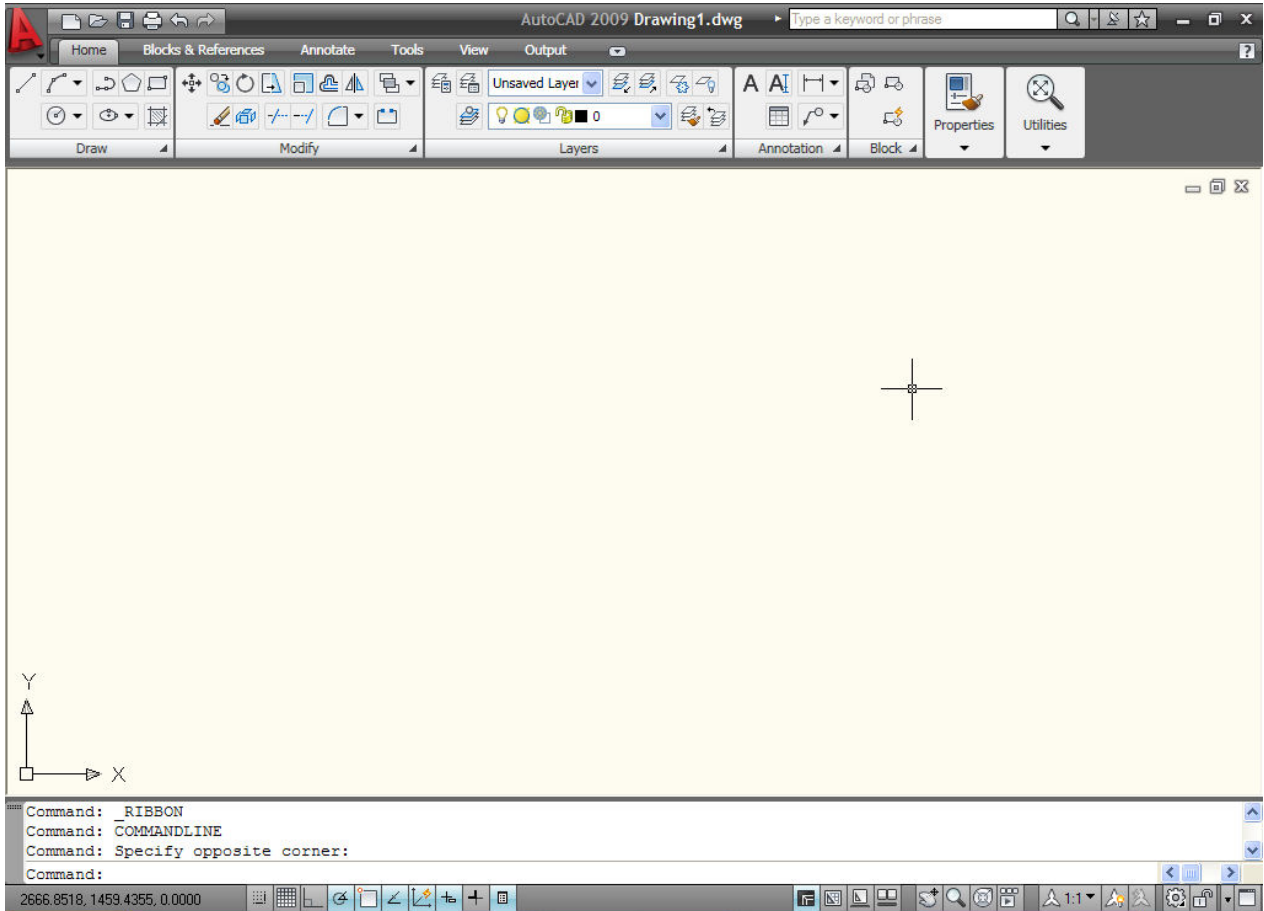 AutoCAD 2009 Drawing1.dwg Type a keyword or phrase
Home Blocks & References Annotate Tools View Output
Unsaved Layer A AI
0 Properties Utilities
Draw Modify Layers Annotation Block
Y
X
Command: _RIBBON
Command: COMMANDLINE
Command: Specify opposite corner:
Command:
2666.8518, 1459.4355, 0.0000 1:1